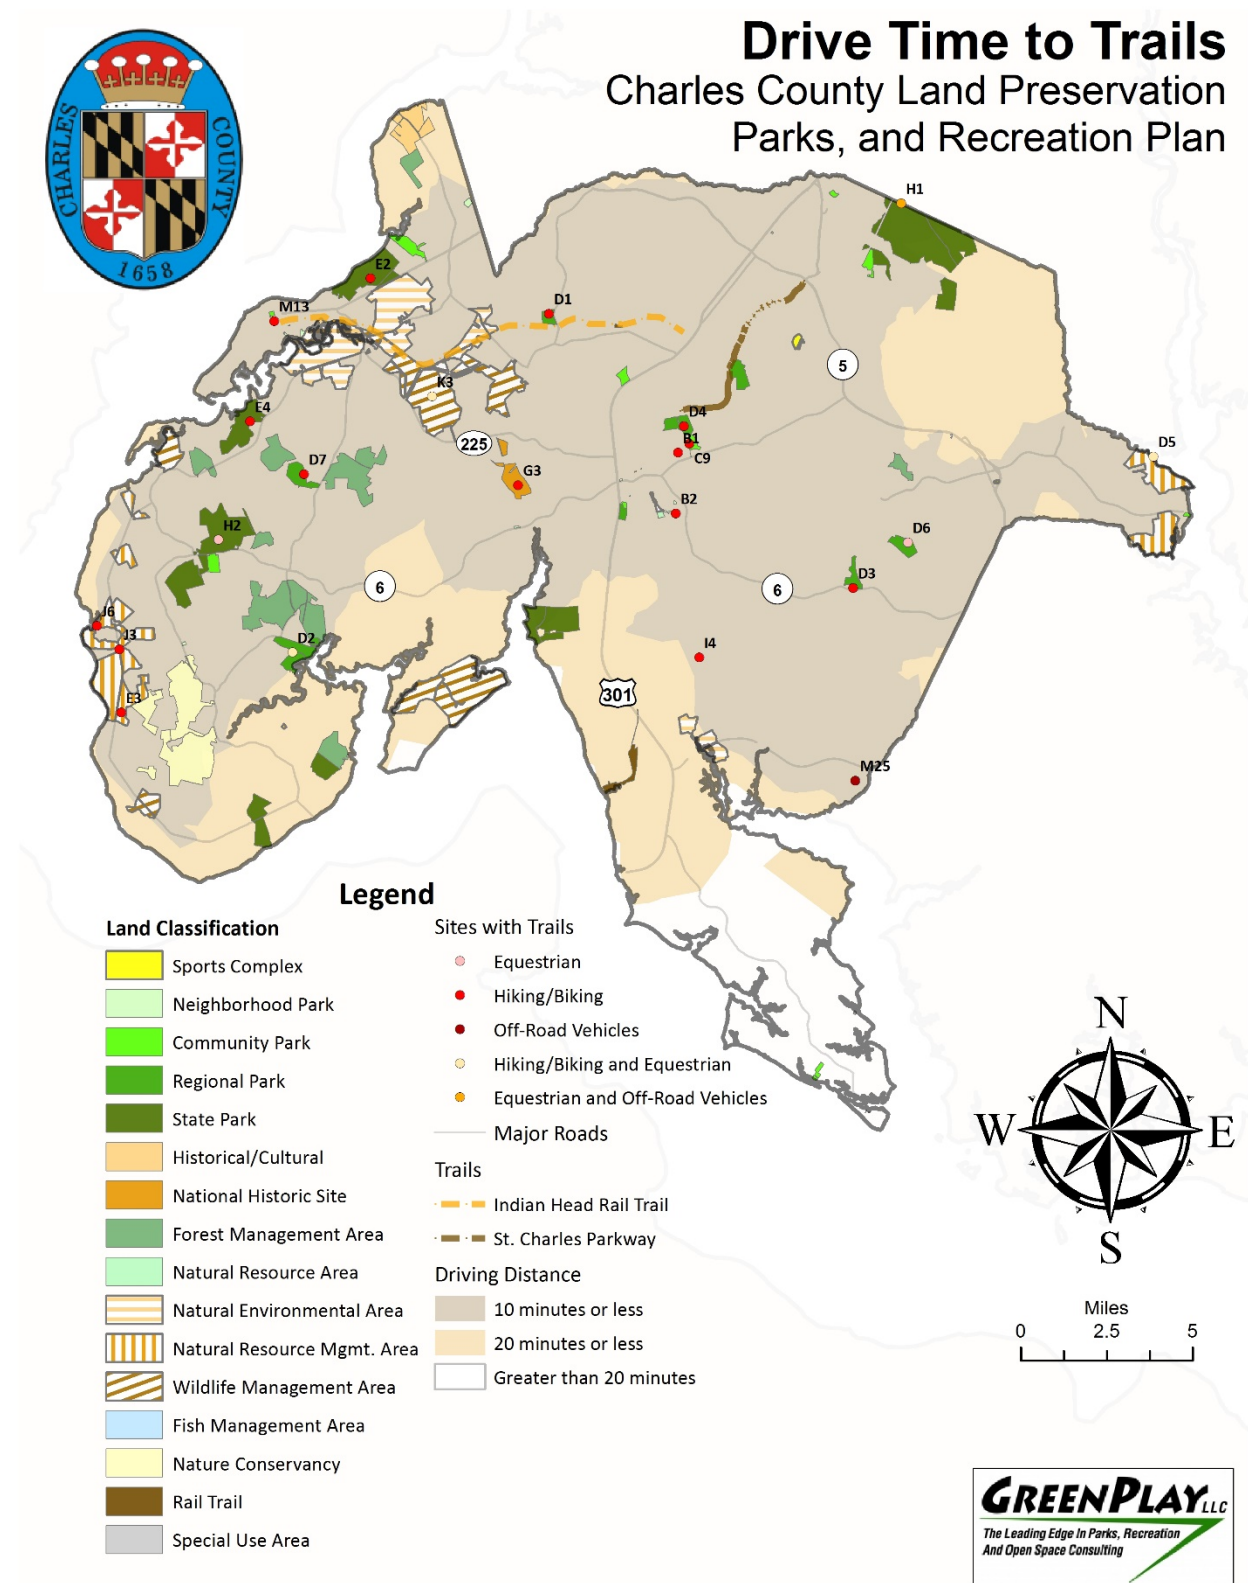 Drive Time to Trails
Charles County Land Preservation
Parks, and Recreation Plan
CHARLES COUNTY
1658
H1
E2
M13
D1
K3
5
E4
D4
B1
C9
225
D5
D7
G3
B2
H2
D6
6
6
D3
J6
J3
D2
I4
E3
301
M25
Legend
Land Classification
Sports Complex
Neighborhood Park
Community Park
Regional Park
State Park
Historical/Cultural
National Historic Site
Forest Management Area
Natural Resource Area
Natural Environmental Area
Natural Resource Mgmt. Area
Wildlife Management Area
Fish Management Area
Nature Conservancy
Rail Trail
Special Use Area
Sites with Trails
Equestrian
Hiking/Biking
Off-Road Vehicles
Hiking/Biking and Equestrian
Equestrian and Off-Road Vehicles
Major Roads
Trails
Indian Head Rail Trail
St. Charles Parkway
Driving Distance
10 minutes or less
20 minutes or less
Greater than 20 minutes
N
W E
S
Miles
0 2.5 5
GREENPLAY LLC
The Leading Edge In Parks, Recreation
And Open Space Consulting